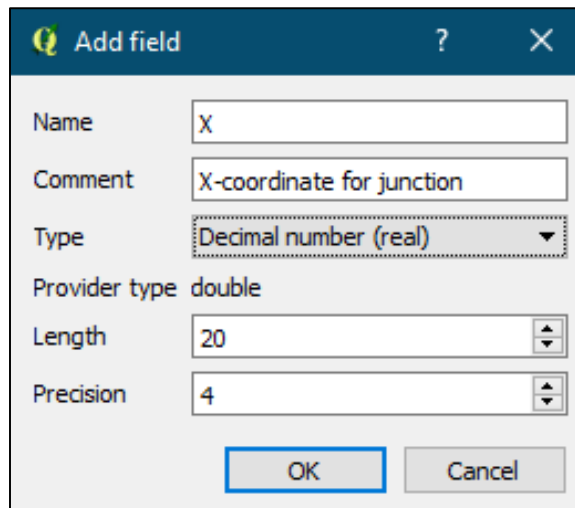 Add field ?
Name X
Comment X-coordinate for junction
Type Decimal number (real)
Provider type double
Length 20
Precision 4
OK Cancel